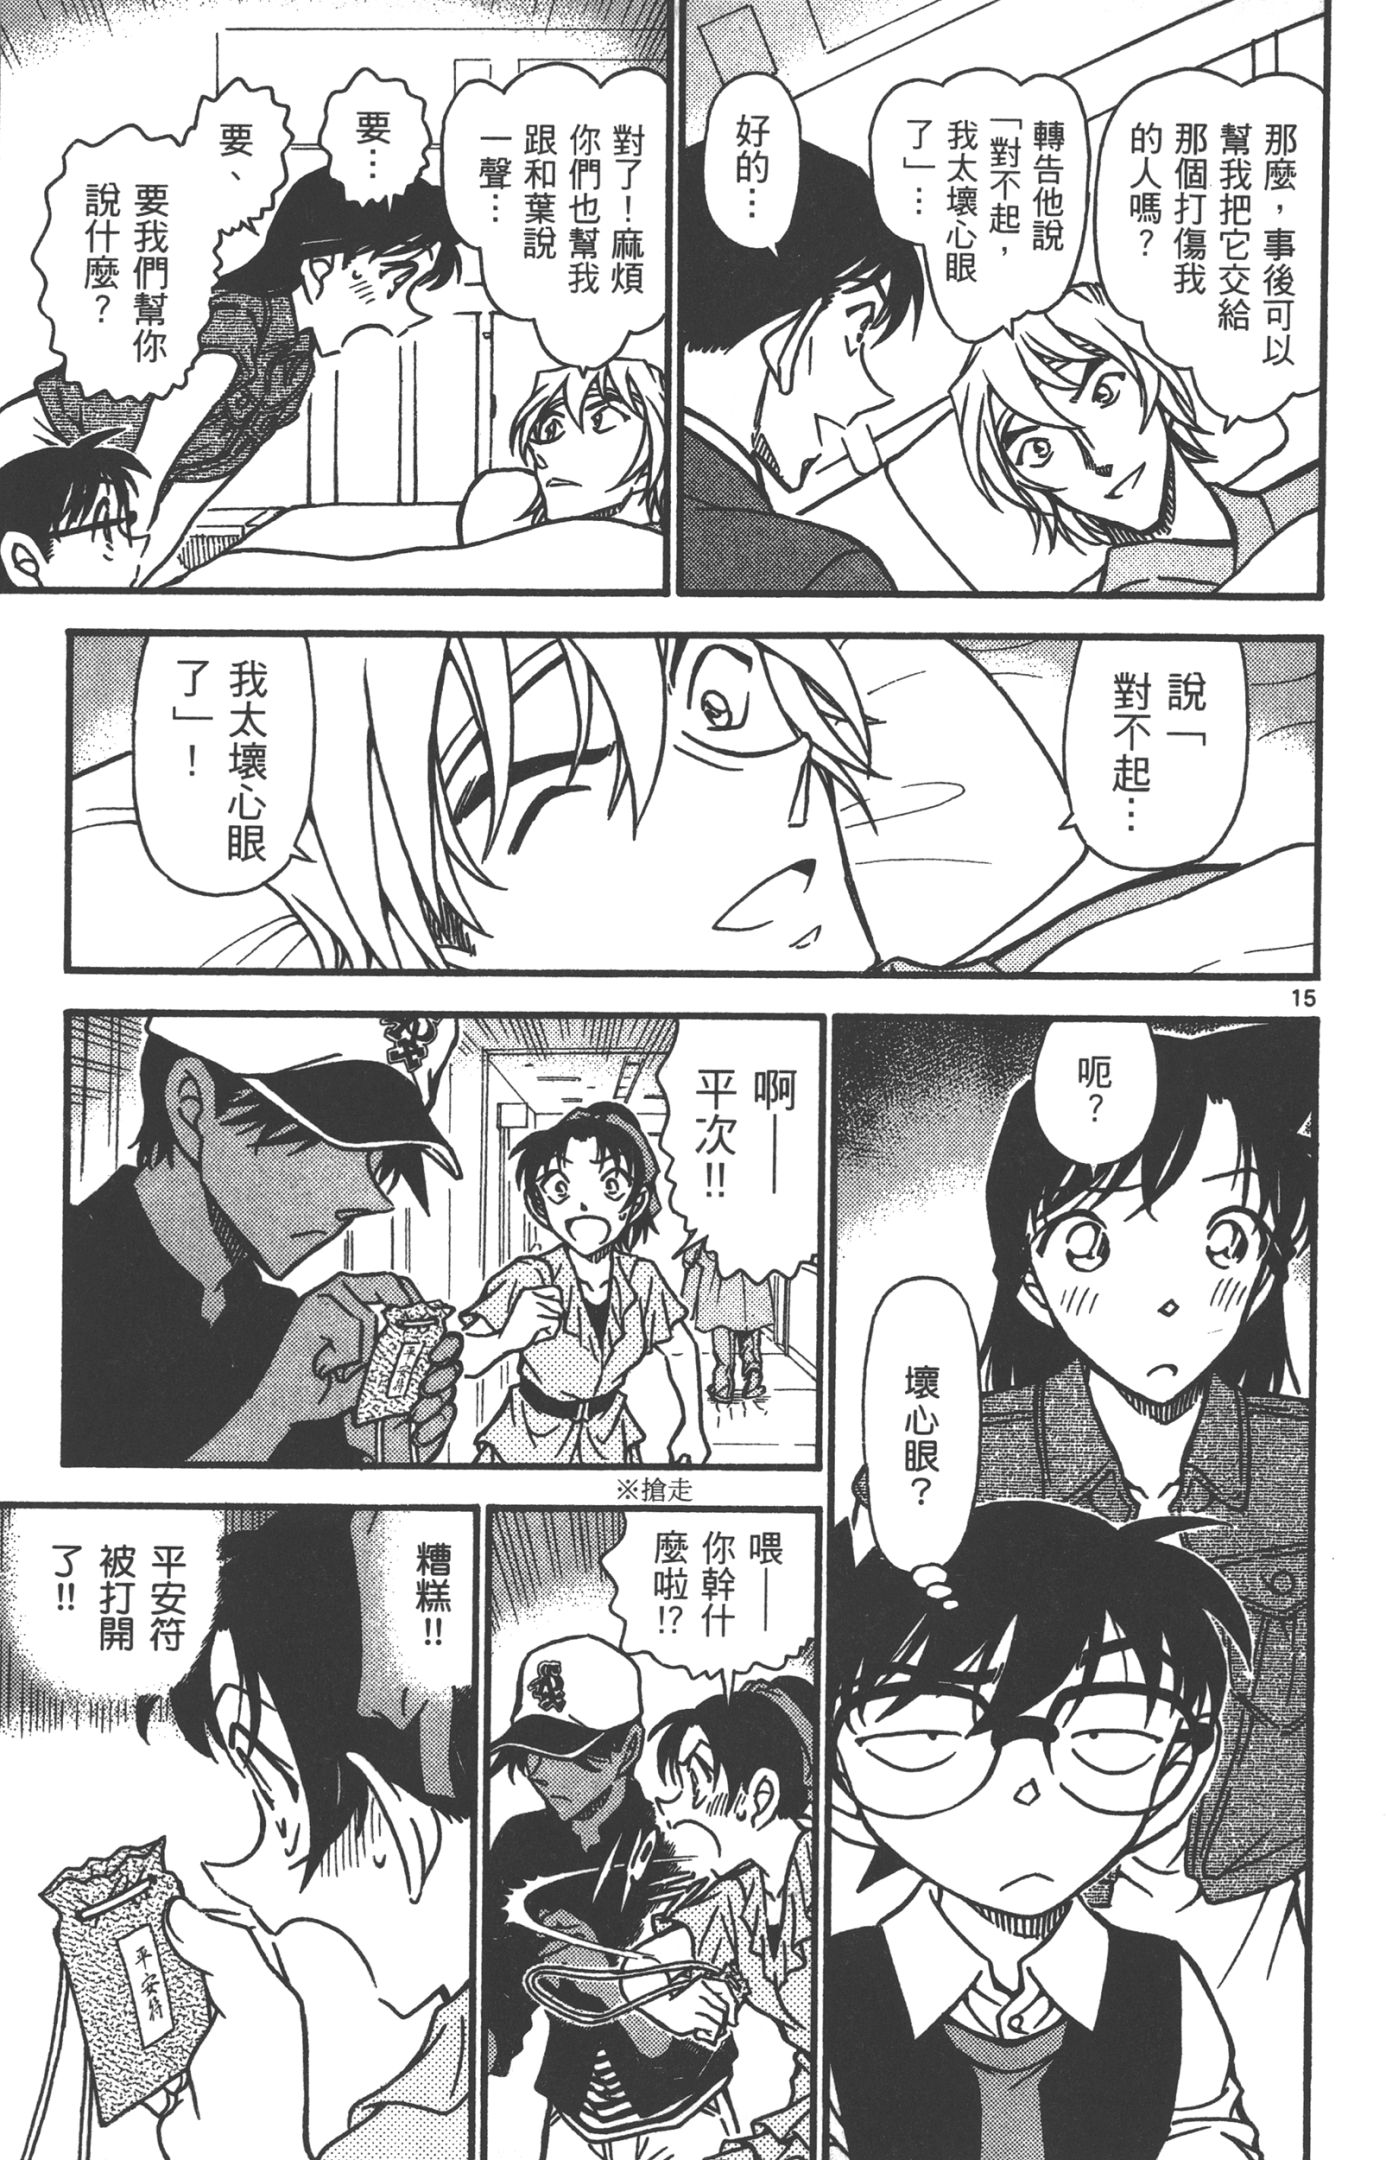 那麼，事後可以
幫我把它交給
那個打傷我
的人嗎？
轉告他說
「對不起，
我太壞心眼
了」…
好的…
對了！麻煩
你們也幫我
跟和葉說
一聲…
要…
要、
要我們幫你
說什麼？
說「
對不起…
我太壞心眼
了」！
15
呃？
壞心眼？
啊——
平次!!
平安符
※搶走
喂——
你幹什
麼啦!?
糟糕!!
平安符
被打開
了!!
平安符